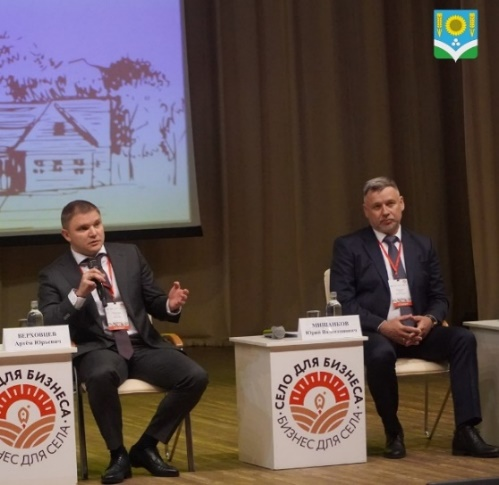 ВЕРХОВЦЕВ
Артём Юрьевич
МИШАНКОВ
Юрий
СЕЛО ДЛЯ БИЗНЕСА
БИЗНЕС ДЛЯ СЕЛА
СЕЛО ДЛЯ БИЗНЕСА
БИЗНЕС ДЛЯ СЕЛА